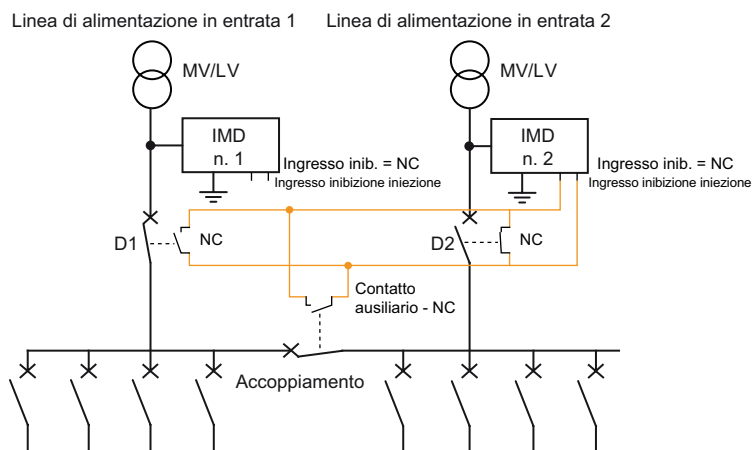 Linea di alimentazione in entrata 1
Linea di alimentazione in entrata 2
MV/LV
MV/LV
IMD
n. 1
Ingresso inib. = NC
Ingresso inibizione iniezione
IMD
n. 2
Ingresso inib. = NC
Ingresso inibizione iniezione
D1
NC
D2
NC
Contatto
ausiliario - NC
Accoppiamento